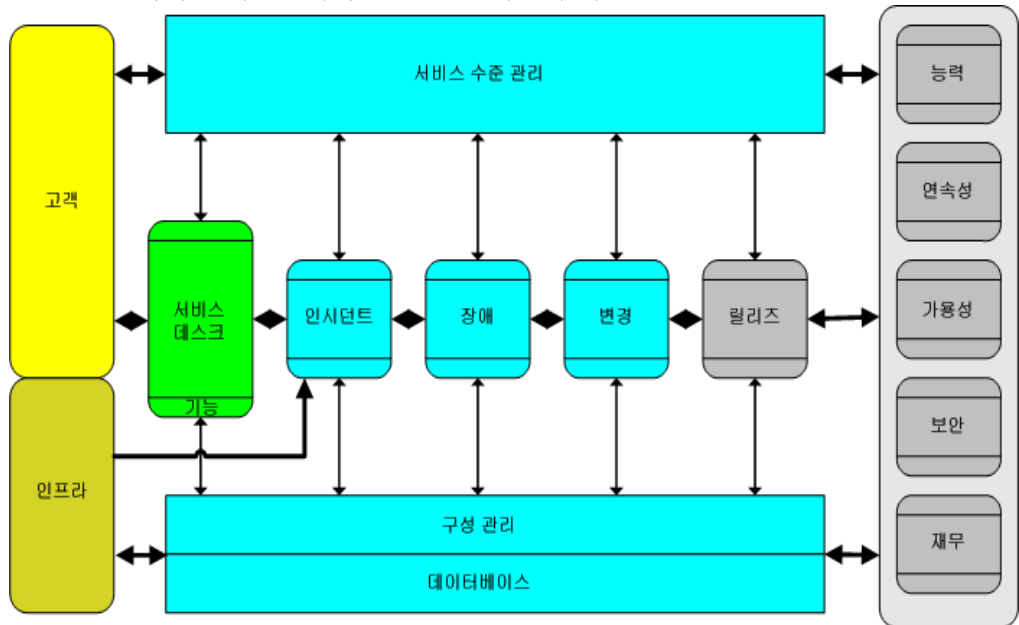 서비스 수준 관리
능력
고객
연속성
서비스
데스크
기능
인시던트
장애
변경
릴리즈
가용성
보안
인프라
구성 관리
데이터베이스
재무